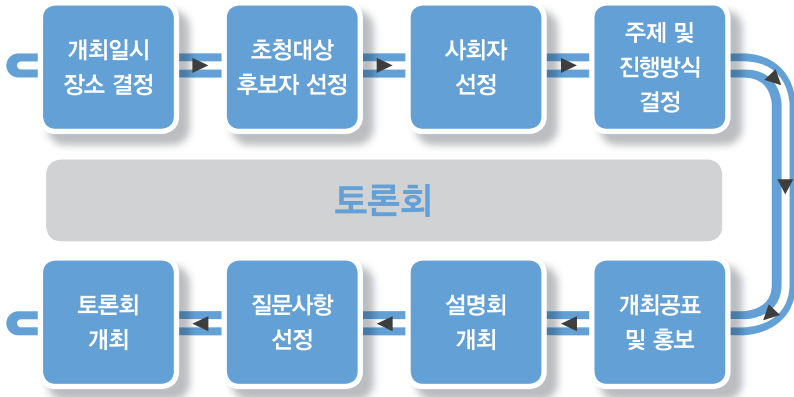 개최일시
장소 결정
초청대상
후보자 선정
사회자
선정
주제 및
진행방식
결정
토론회
개최공표
및 홍보
설명회
개최
질문사항
선정
토론회
개최